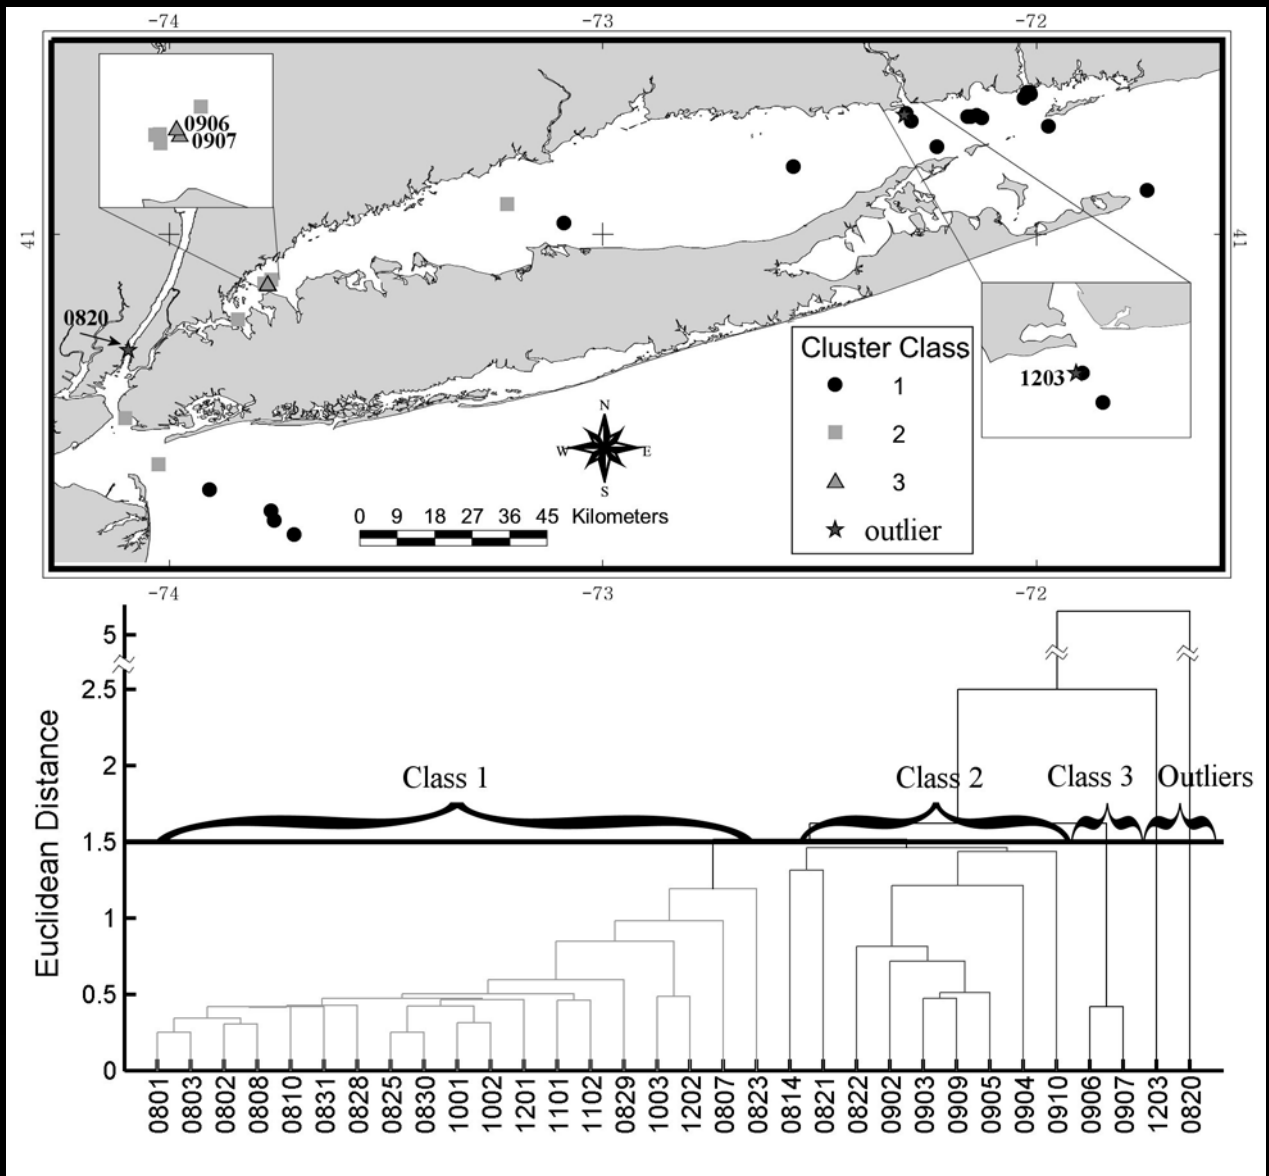 -74 -73 -72
0906
0907
41 41
0820
1203
Cluster Class
1
2
3
outlier
N
W E
S
0 9 18 27 36 45 Kilometers
-74 -73 -72
5
2.5
2
1.5
1
0.5
0
Euclidean Distance
Class 1 Class 2 Class 3 Outliers
0801 0803 0802 0808 0810 0831 0828 0825 0830 1001 1002 1201 1101 1102 0829 1003 1202 0807 0823 0814 0821 0822 0902 0903 0909 0905 0904 0910 0906 0907 1203 0820